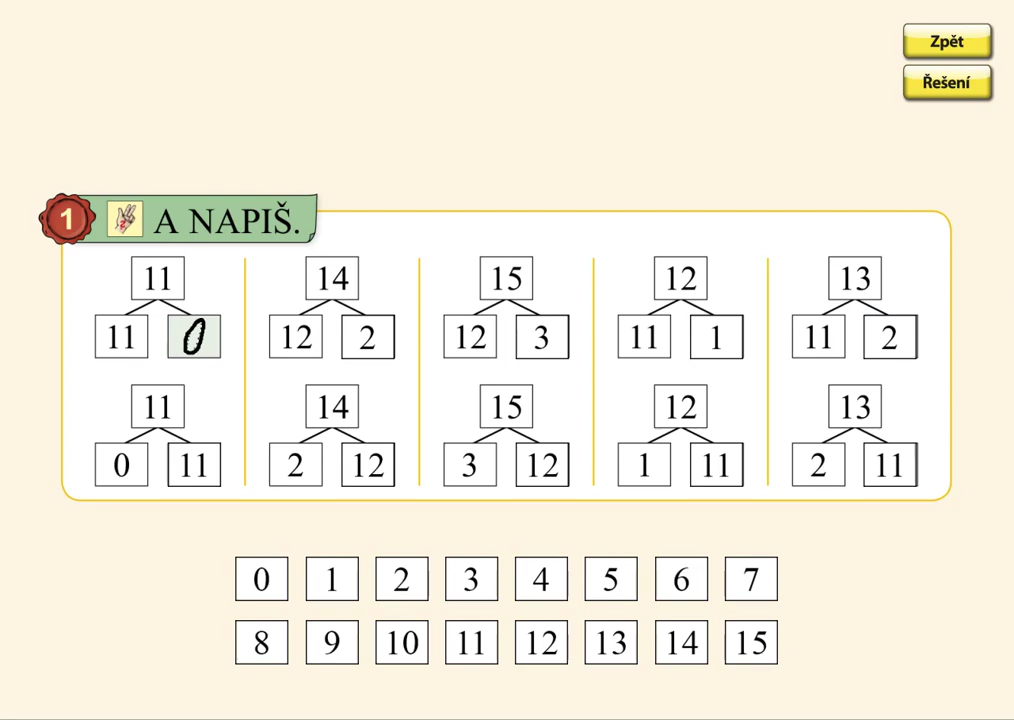 Zpět
Řešení
1 A NAPIŠ.
11 14 15 12 13
11 0 12 2 12 3 11 1 11 2
11 14 15 12 13
0 11 2 12 3 12 1 11 2 11
0 1 2 3 4 5 6 7
8 9 10 11 12 13 14 15